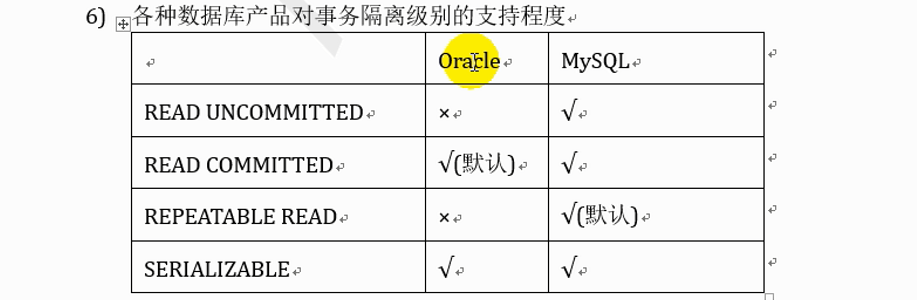 6) 各种数据库产品对事务隔离级别的支持程度
Oracle MySQL
READ UNCOMMITTED × √
READ COMMITTED √(默认) √
REPEATABLE READ × √(默认)
SERIALIZABLE √ √